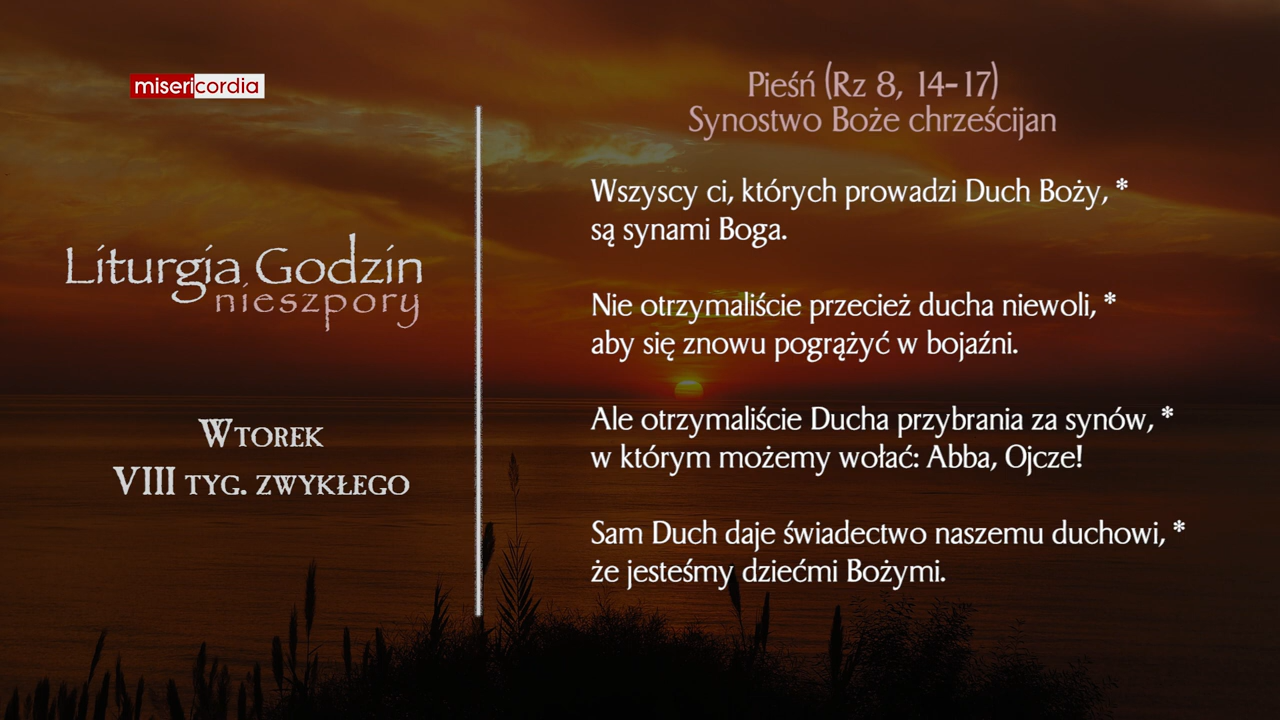 misericordia
Liturgia Godzin
nieszpory
Wtorek
VIII tyg. zwykłego
Pieśń (Rz 8, 14-17)
Synostwo Boże chrześcijan
Wszyscy ci, których prowadzi Duch Boży, *
są synami Boga.
Nie otrzymaliście przecież ducha niewoli, *
aby się znowu pogrążyć w bojaźni.
Ale otrzymaliście Ducha przybrania za synów, *
w którym możemy wołać: Abba, Ojcze!
Sam Duch daje świadectwo naszemu duchowi, *
że jesteśmy dziećmi Bożymi.